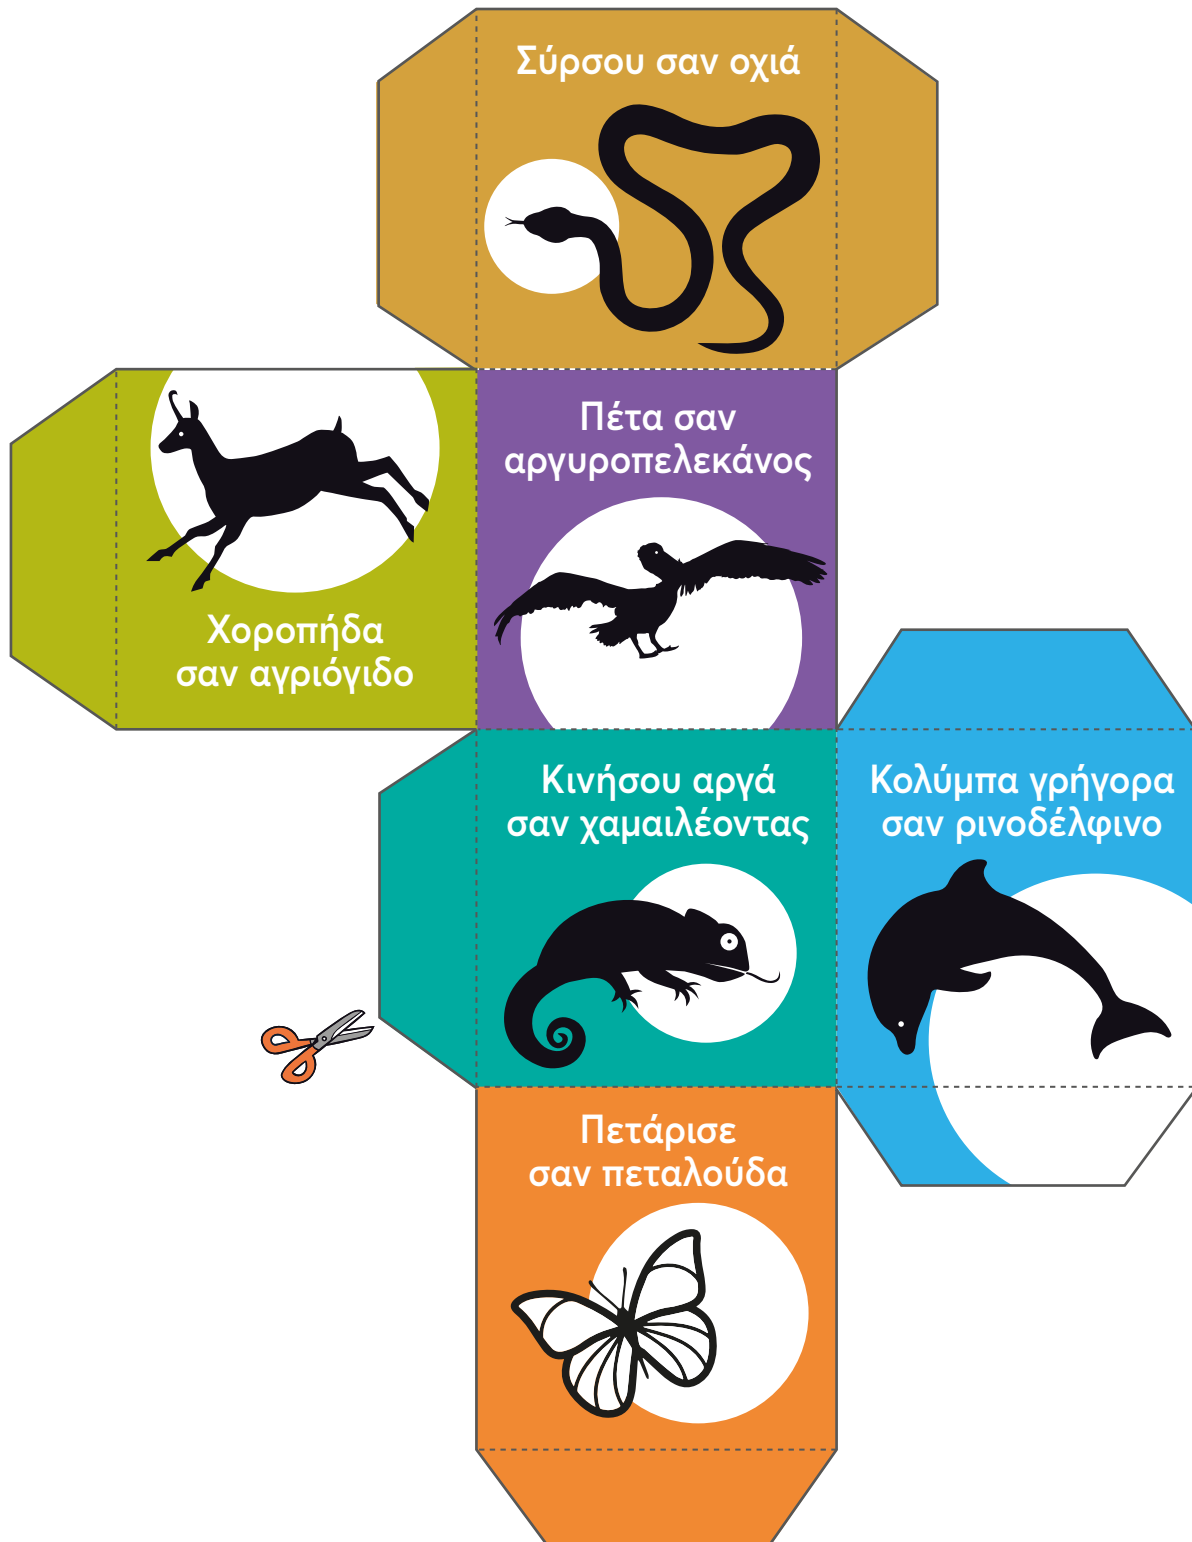 Σύρσου σαν οχιά
Πέτα σαν
αργυροπελεκάνος
Χοροπήδα
σαν αγριόγιδο
Κινήσου αργά
σαν χαμαιλέοντας
Κολύμπα γρήγορα
σαν ρινοδέλφινο
Πετάρισε
σαν πεταλούδα